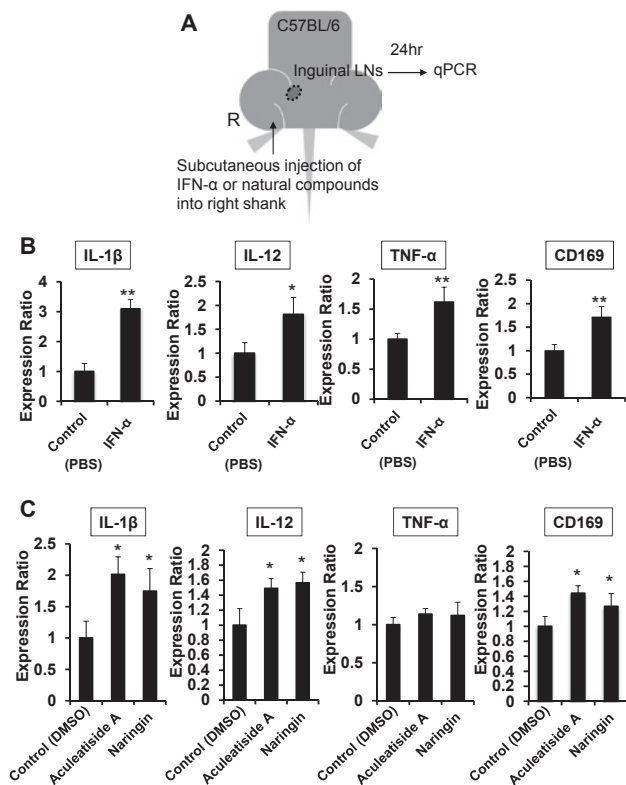 A
C57BL/6
24hr
Inguinal LNs
qPCR
R
Subcutaneous injection of
IFN-α or natural compounds
into right shank
B
IL-1β
IL-12
TNF-α
CD169
Expression Ratio
4
3
2
1
0
Control
(PBS)
**
IFN-α
Expression Ratio
2.5
2
1.5
1
0.5
0
Control
(PBS)
*
IFN-α
Expression Ratio
2
1.5
1
0.5
0
Control
(PBS)
**
IFN-α
Expression Ratio
2.5
2
1.5
1
0.5
0
Control
(PBS)
**
IFN-α
C
IL-1β
IL-12
TNF-α
CD169
Expression Ratio
2.5
2
1.5
1
0.5
0
*
*
Control (DMSO)
Aculeatiside A
Naringin
Expression Ratio
1.8
1.6
1.4
1.2
1
0.8
0.6
0.4
0.2
0
*
*
Control (DMSO)
Aculeatiside A
Naringin
Expression Ratio
2
1.5
1
0.5
0
Control (DMSO)
Aculeatiside A
Naringin
Expression Ratio
1.8
1.6
1.4
1.2
1
0.8
0.6
0.4
0.2
0
*
*
Control (DMSO)
Aculeatiside A
Naringin